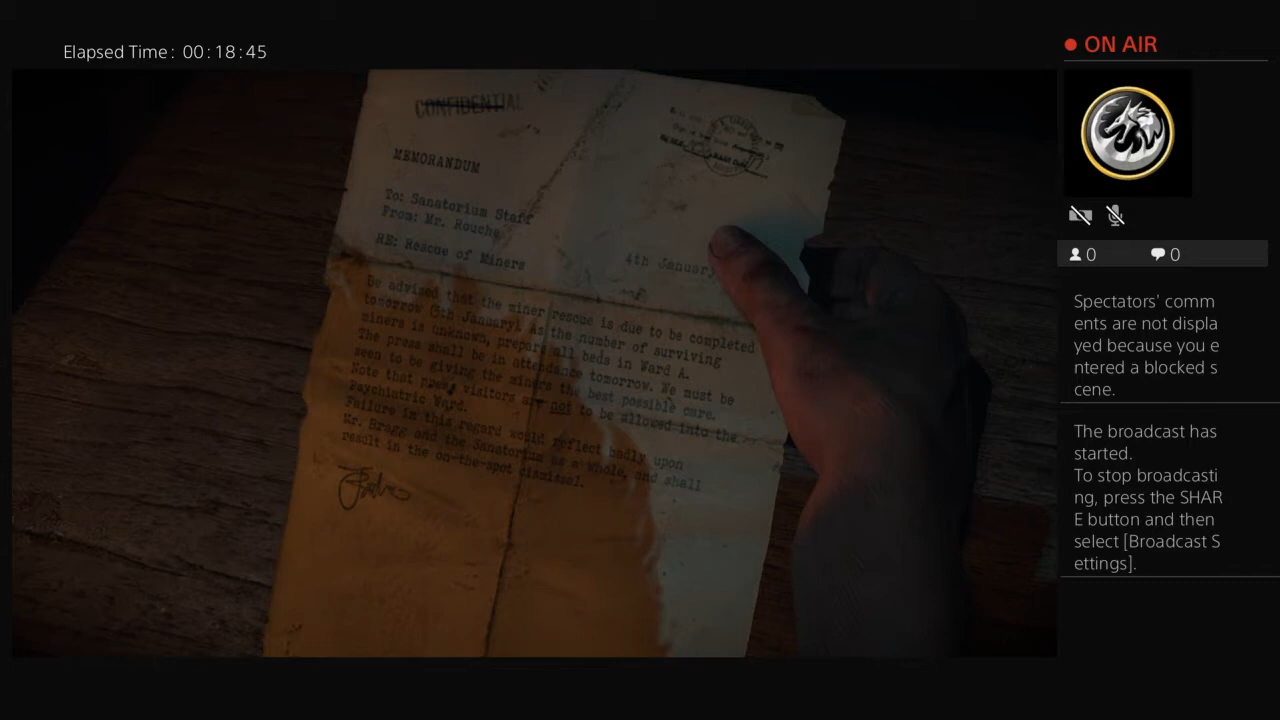 Elapsed Time: 00:18:45
ON AIR
CONFIDENTIAL
MEMORANDUM
To: Sanatorium Staff
From: Mr. Rouche
RE: Rescue of Miners
4th January
Be advised that the miner rescue is due to be completed
tomorrow (5th January). As the number of surviving
miners is unknown, prepare all beds in Ward A.
The press shall be in attendance tomorrow. We must be
seen to be giving the miners the best possible care.
Note that press visitors are not to be allowed into the
Psychiatric Ward.
Failure in this regard would reflect badly upon
Mr. Bragg and the Sanatorium as a whole, and shall
result in the on-the-spot dismissal.
0
0
Spectators' comm
ents are not displa
yed because you e
ntered a blocked s
cene.
The broadcast has
started.
To stop broadcasti
ng, press the SHAR
E button and then
select [Broadcast S
ettings].